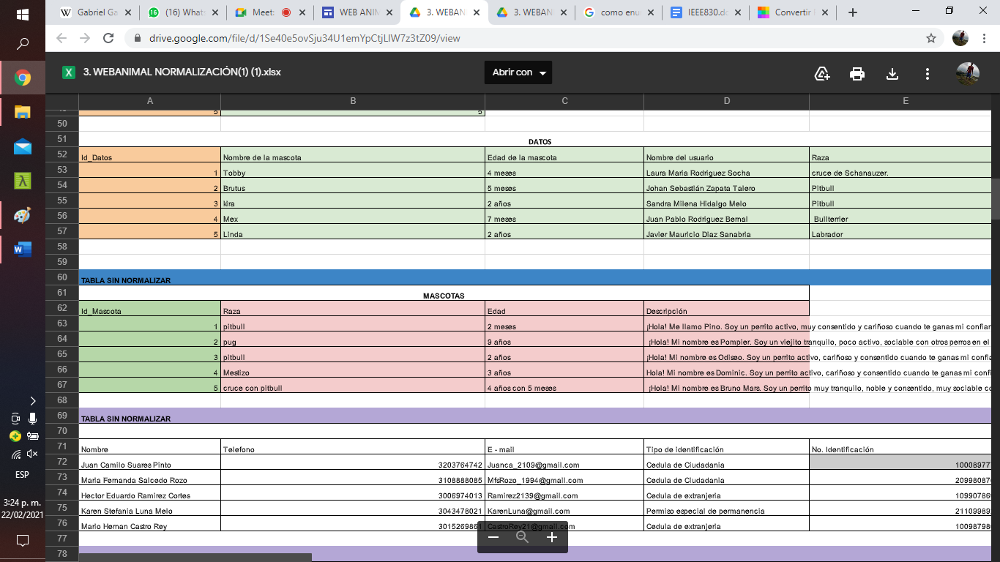 Gabriel Ga
(16) What
Meet:
WEB ANIM
3. WEBAN
3. WEBAN
como enu
IEEE830.do
Convertir
drive.google.com/file/d/1Se40e5ovSju34U1emYpCtjLIW7z3tZ09/view
3. WEBANIMAL NORMALIZACIÓN(1) (1).xlsx
Abrir con
A B C D E
5 5
50
51 DATOS
52 Id_Datos Nombre de la mascota Edad de la mascota Nombre del usuario Raza
53 1 Tobby 4 meses Laura Maria Rodriguez Socha cruce de Schanauzer.
54 2 Brutus 5 meses Johan Sebastián Zapata Talero Pitbull
55 3 kira 2 años Sandra Milena Hidalgo Melo Pitbull
56 4 Mex 7 meses Juan Pablo Rodriguez Bernal Bullterrier
57 5 Linda 2 años Javier Mauricio Diaz Sanabria Labrador
58
59
60 TABLA SIN NORMALIZAR
61 MASCOTAS
62 Id_Mascota Raza Edad Descripción
63 1 pitbull 2 meses ¡Hola! Me llamo Pino. Soy un perrito activo, muy consentido y cariñoso cuando te ganas mi confian
64 2 pug 9 años ¡Hola! Mi nombre es Pompier. Soy un viejito tranquilo, poco activo, sociable con otros perros en el
65 3 pitbull 2 años ¡Hola! Mi nombre es Odiseo. Soy un perrito activo, cariñoso y consentido cuando te ganas mi confia
66 4 Mestizo 3 años Hola! Mi nombre es Dominic. Soy un perrito activo, cariñoso y consentido cuando te ganas mi confi
67 5 cruce con pitbull 4 años con 5 meses ¡Hola! Mi nombre es Bruno Mars. Soy un perrito muy tranquilo, noble y consentido, muy sociable co
68
69 TABLA SIN NORMALIZAR
70
71 Nombre Telefono E - mail Tipo de identificación No. Identificación
72 Juan Camilo Suares Pinto 3203764742 Juanca_2109@gmail.com Cedula de Ciudadania 100089777
73 Maria Fernanda Salcedo Rozo 3108888085 MfsRozo_1994@gmail.com Cedula de Ciudadania 20998087
74 Hector Eduardo Ramirez Cortes 3006974013 Ramirez2139@gmail.com Cedula de extranjeria 10990786
75 Karen Stefania Luna Melo 3043478021 KarenLuna@gmail.com Permiso especial de permanencia 21109989
76 Mario Hernan Castro Rey 3015269861 CastroRey21@gmail.com Cedula de extranjeria 10098798
77
78
ESP
3:24 p. m.
22/02/2021